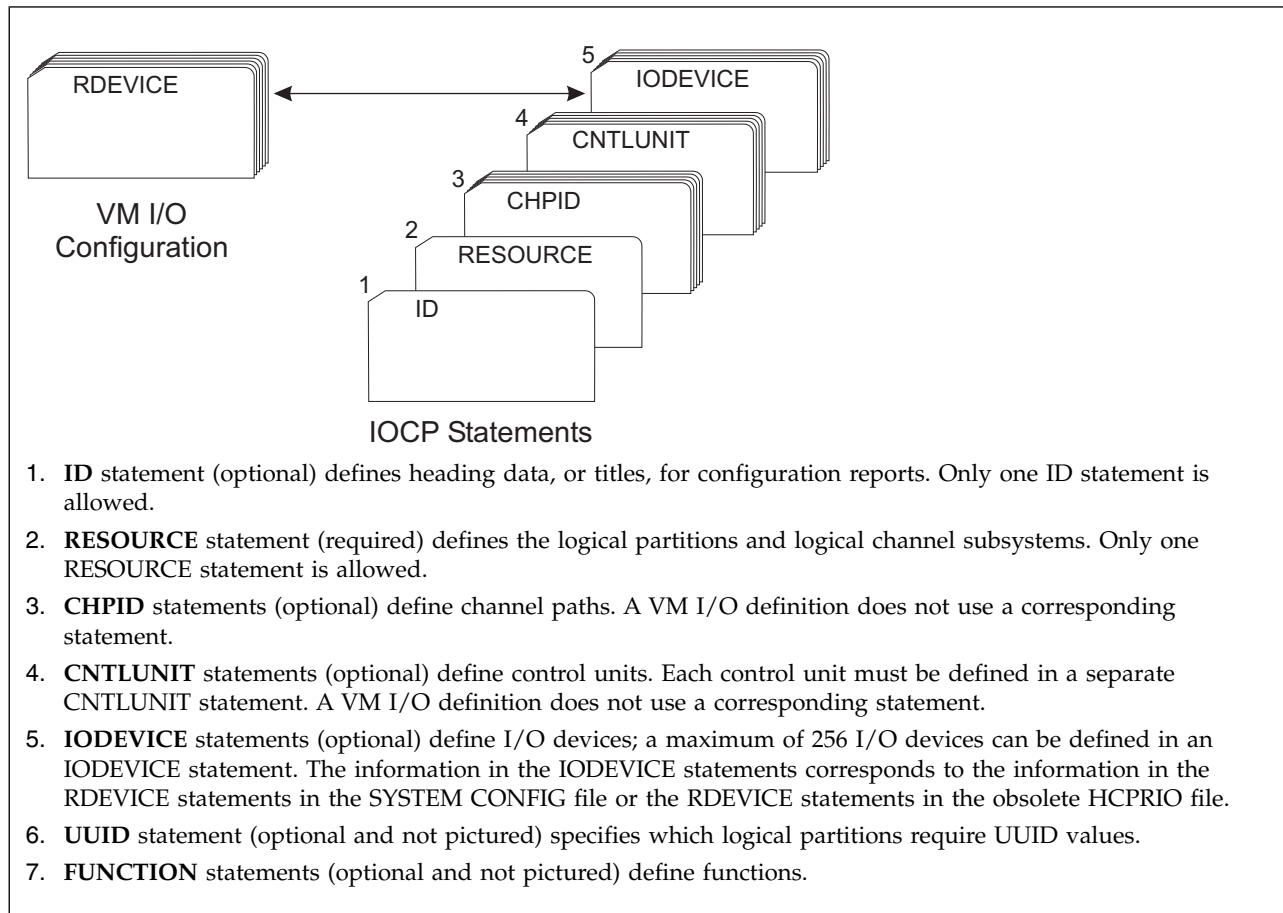 RDEVICE
VM I/O
Configuration
5
IODEVICE
4
CNTLUNIT
3
CHPID
2
RESOURCE
1
ID
IOCP Statements
1. ID statement (optional) defines heading data, or titles, for configuration reports. Only one ID statement is
allowed.
2. RESOURCE statement (required) defines the logical partitions and logical channel subsystems. Only one
RESOURCE statement is allowed.
3. CHPID statements (optional) define channel paths. A VM I/O definition does not use a corresponding
statement.
4. CNTLUNIT statements (optional) define control units. Each control unit must be defined in a separate
CNTLUNIT statement. A VM I/O definition does not use a corresponding statement.
5. IODEVICE statements (optional) define I/O devices; a maximum of 256 I/O devices can be defined in an
IODEVICE statement. The information in the IODEVICE statements corresponds to the information in the
RDEVICE statements in the SYSTEM CONFIG file or the RDEVICE statements in the obsolete HCPRIO file.
6. UUID statement (optional and not pictured) specifies which logical partitions require UUID values.
7. FUNCTION statements (optional and not pictured) define functions.